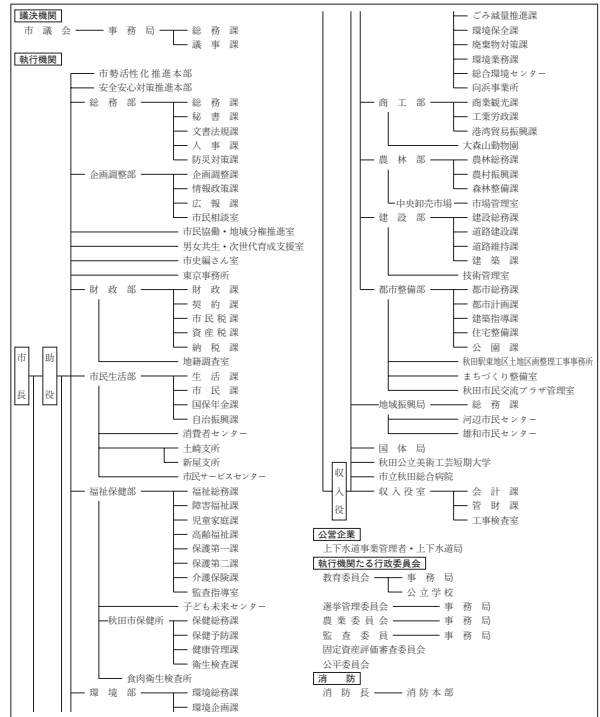 議決機関
市議会 事務局 総務課
議事課
執行機関
市勢活性化推進本部
安全安心対策推進本部
総務部 総務課
秘書課
文書法規課
人事課
防災対策課
企画調整部 企画調整課
情報政策課
広報課
市民相談室
市民協働・地域分権推進室
男女共生・次世代育成支援室
市史編さん室
東京事務所
財政部 財政課
契約課
市民税課
資産税課
納税課
地籍調査室
市長 助役
市民生活部 生活課
市民課
国保年金課
自治振興課
消費者センター
土崎支所
新屋支所
市民サービスセンター
福祉保健部 福祉総務課
障害福祉課
児童家庭課
高齢福祉課
保護第一課
保護第二課
介護保険課
監査指導室
子ども未来センター
秋田市保健所 保健総務課
保健予防課
健康管理課
衛生検査課
食肉衛生検査所
環境部 環境総務課
環境企画課
ごみ減量推進課
環境保全課
廃棄物対策課
環境業務課
総合環境センター
向浜事業所
商工部 商業観光課
工業労政課
港湾貿易振興課
大森山動物園
農林部 農林総務課
農村振興課
森林整備課
中央卸売市場 市場管理室
建設部 建設総務課
道路建設課
道路維持課
建築課
技術管理室
都市整備部 都市総務課
都市計画課
建築指導課
住宅整備課
公園課
秋田駅東地区土地区画整理工事事務所
まちづくり整備室
秋田市民交流プラザ管理室
地域振興局 総務課
河辺市民センター
雄和市民センター
国体局
秋田公立美術工芸短期大学
市立秋田総合病院
収入役
収入役室 会計課
管財課
工事検査室
公営企業
上下水道事業管理者・上下水道局
執行機関たる行政委員会
教育委員会 事務局
公立学校
選挙管理委員会 事務局
農業委員会 事務局
監査委員 事務局
固定資産評価審査委員会
公平委員会
消防
消防長 消防本部